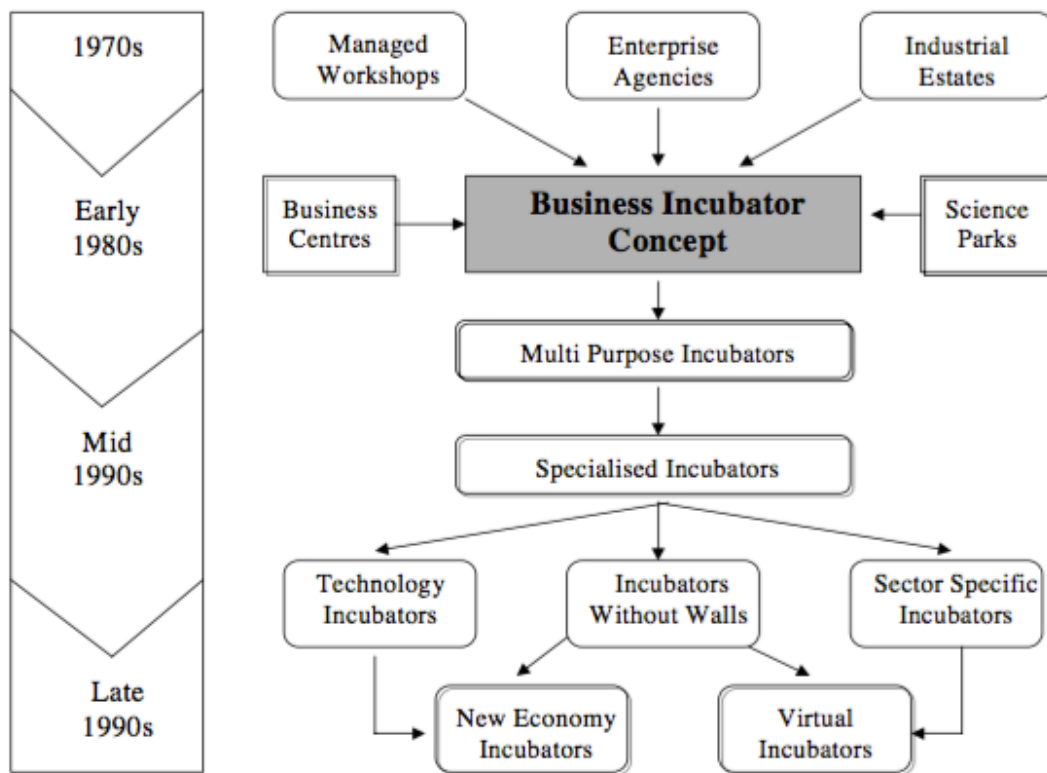 1970s
Managed
Workshops
Enterprise
Agencies
Industrial
Estates
Early
1980s
Business
Centres
Business Incubator
Concept
Science
Parks
Multi Purpose Incubators
Mid
1990s
Specialised Incubators
Technology
Incubators
Incubators
Without Walls
Sector Specific
Incubators
Late
1990s
New Economy
Incubators
Virtual
Incubators